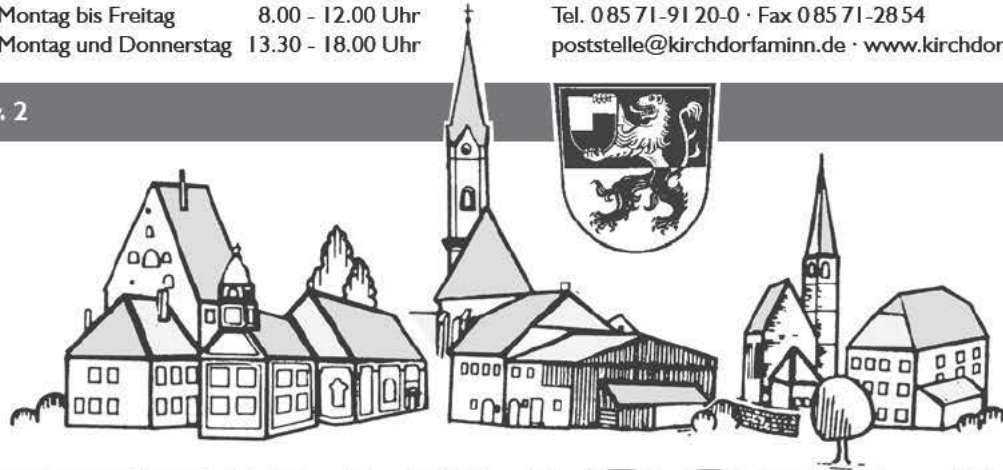 Montag bis Freitag 8.00 - 12.00 Uhr
Montag und Donnerstag 13.30 - 18.00 Uhr
Tel. 0 85 71-91 20-0 · Fax 0 85 71-28 54
poststelle@kirchdorfaminn.de · www.kirchdor
. 2